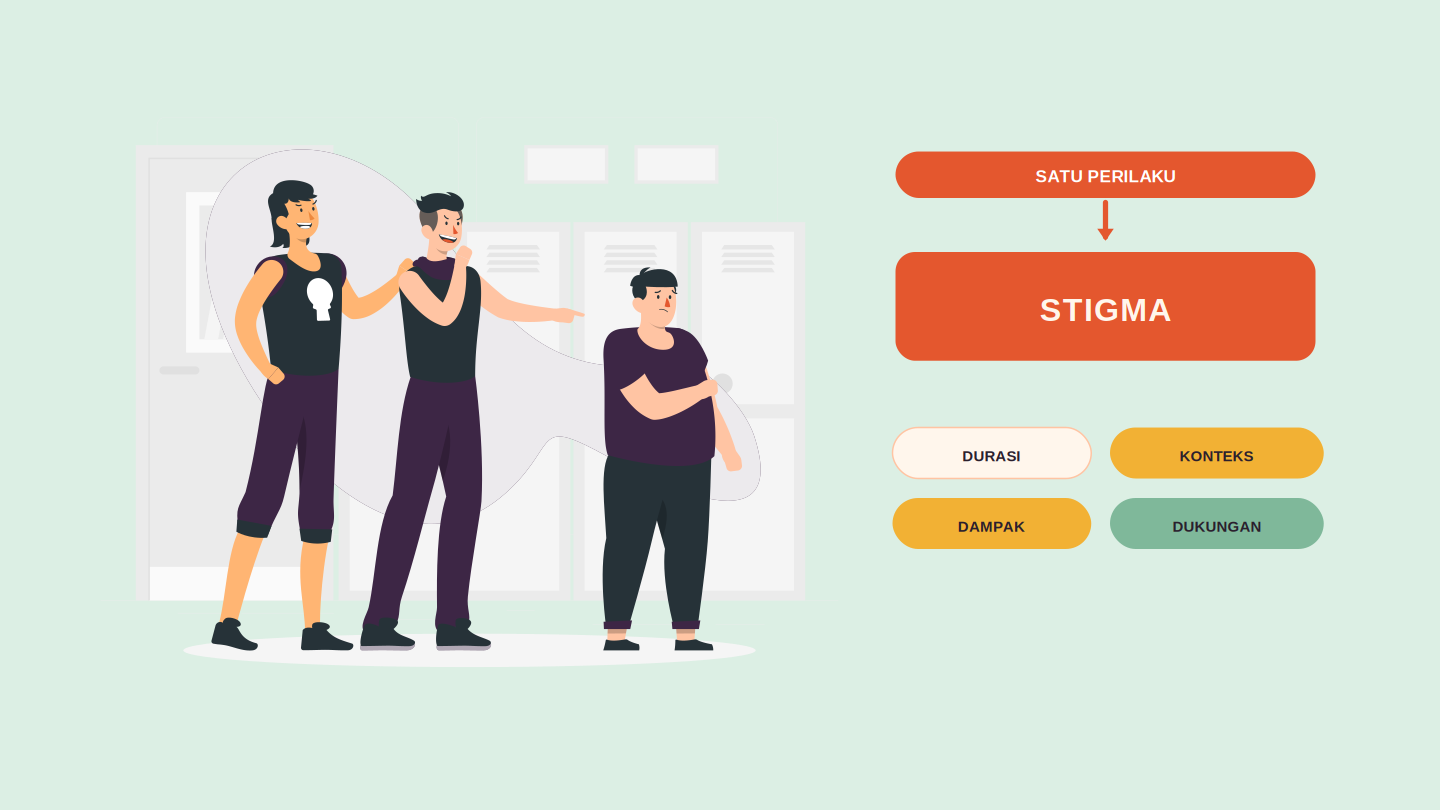 SATU PERILAKU
STIGMA
DURASI
KONTEKS
DAMPAK
DUKUNGAN